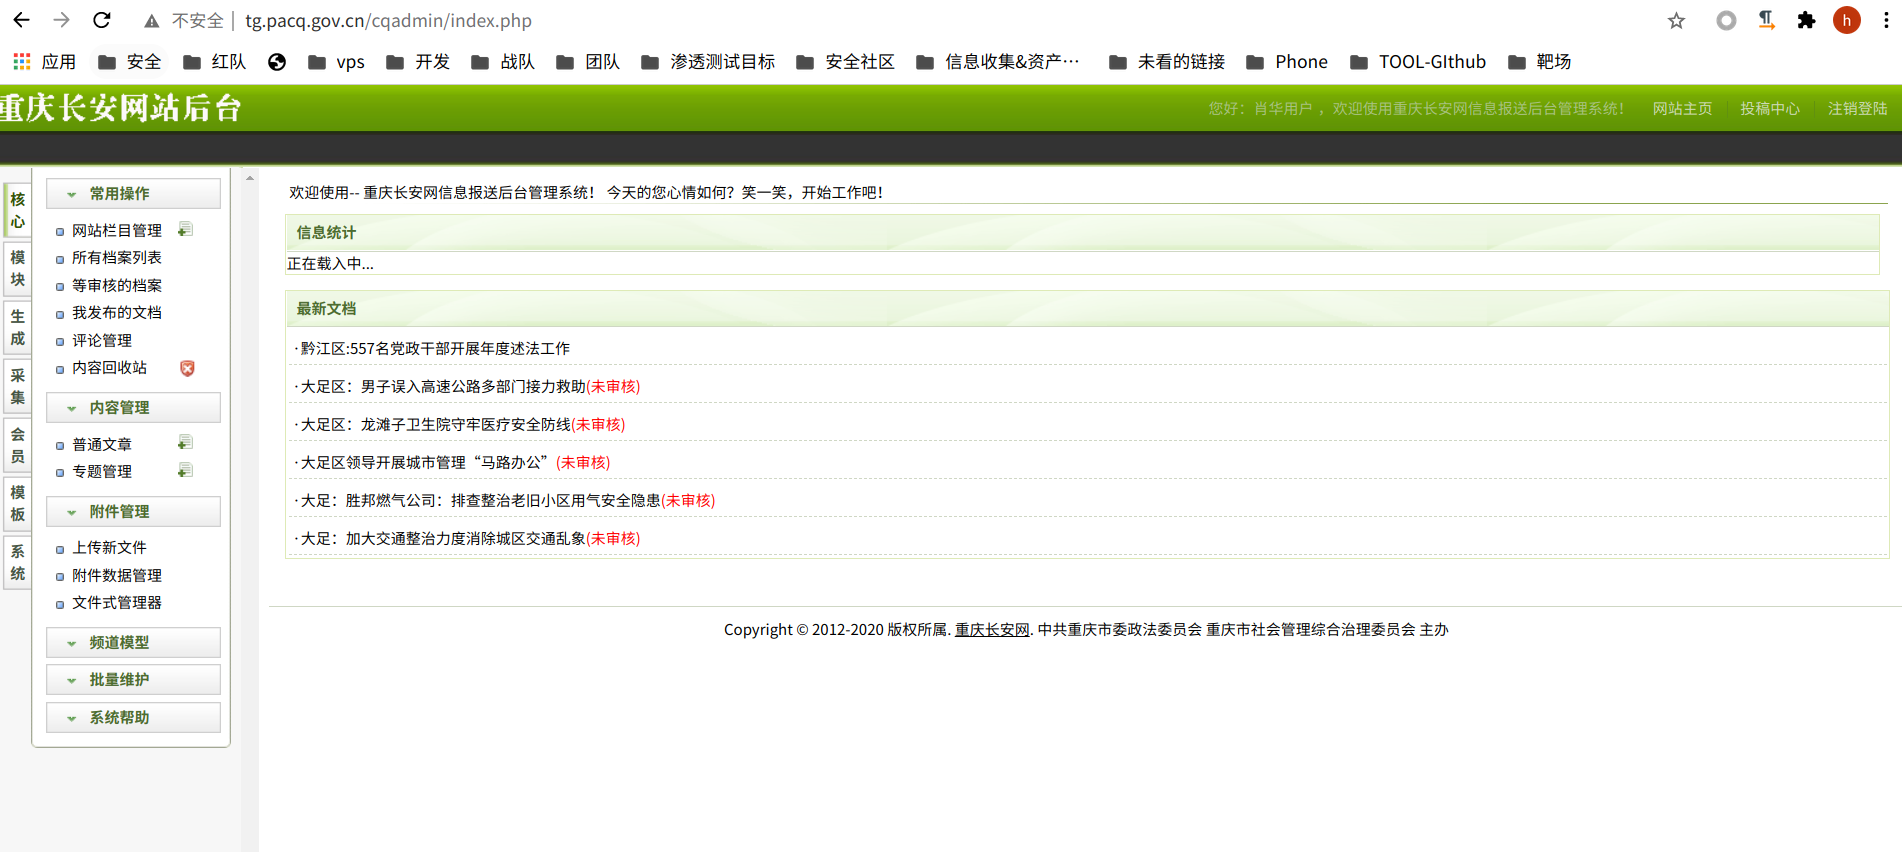 不安全 | tg.pacq.gov.cn/cqadmin/index.php
h
应用 安全 红队 vps 开发 战队 团队 渗透测试目标 安全社区 信息收集&资产… 未看的链接 Phone TOOL-GIthub 靶场
重庆长安网站后台
您好：肖华用户 ，欢迎使用重庆长安网信息报送后台管理系统！ 网站主页 投稿中心 注销登陆
核心
模块
生成
采集
会员
模板
系统
常用操作
网站栏目管理
所有档案列表
等审核的档案
我发布的文档
评论管理
内容回收站
内容管理
普通文章
专题管理
附件管理
上传新文件
附件数据管理
文件式管理器
频道模型
批量维护
系统帮助
欢迎使用-- 重庆长安网信息报送后台管理系统！ 今天的您心情如何？笑一笑，开始工作吧！
信息统计
正在载入中...
最新文档
·黔江区:557名党政干部开展年度述法工作
·大足区：男子误入高速公路多部门接力救助(未审核)
·大足区：龙滩子卫生院守牢医疗安全防线(未审核)
·大足区领导开展城市管理“马路办公”(未审核)
·大足：胜邦燃气公司：排查整治老旧小区用气安全隐患(未审核)
·大足：加大交通整治力度消除城区交通乱象(未审核)
Copyright © 2012-2020 版权所属. 重庆长安网. 中共重庆市委政法委员会 重庆市社会管理综合治理委员会 主办